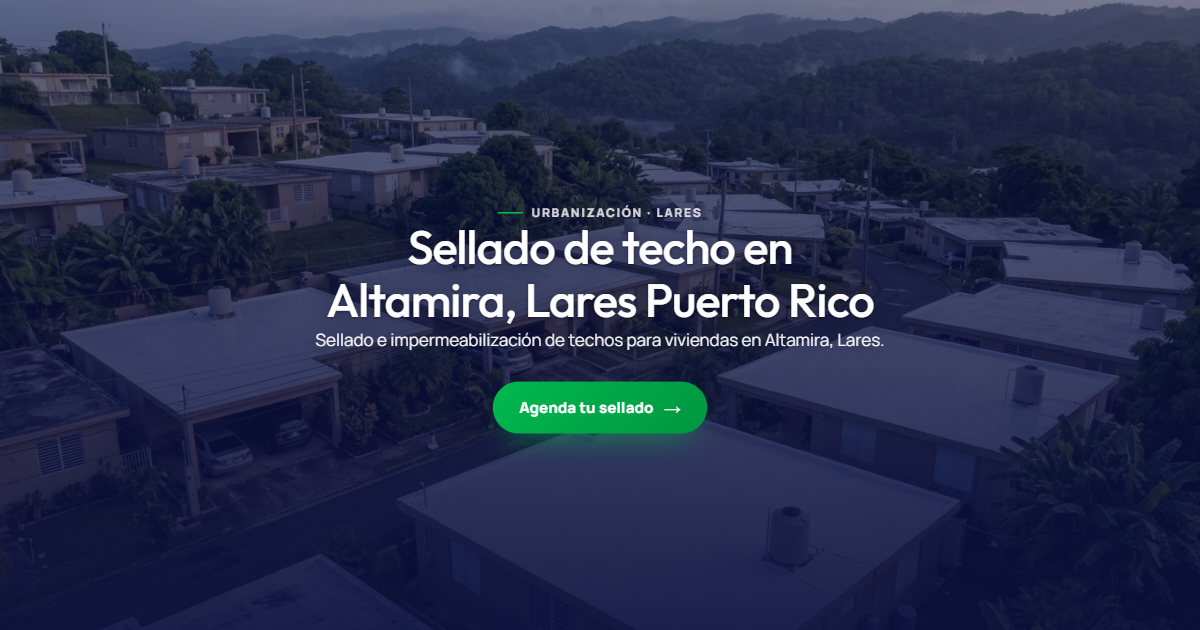 URBANIZACIÓN · LARES
Sellado de techo en
Altamira, Lares Puerto Rico
Sellado e impermeabilización de techos para viviendas en Altamira, Lares.
Agenda tu sellado →